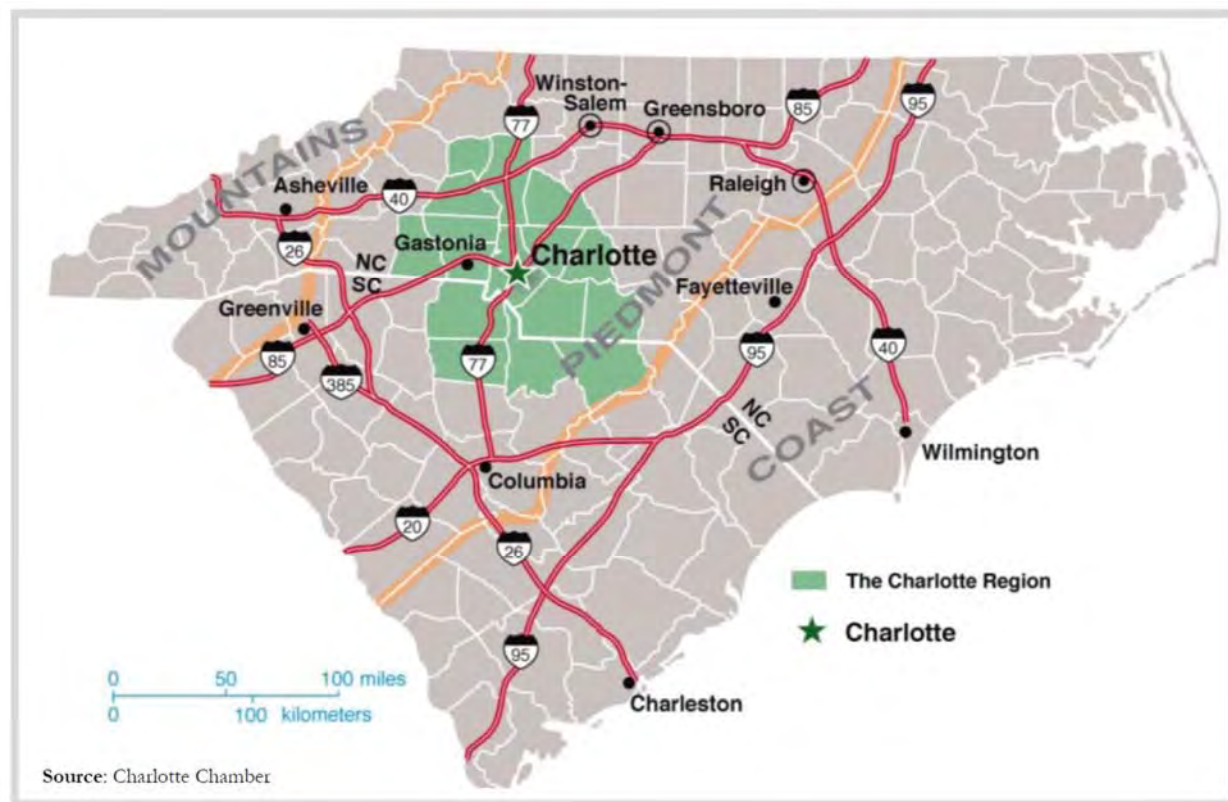 Winston-
Salem
Greensboro
85
95
77
MOUNTAINS
Asheville
40
Raleigh
26
Gastonia
Charlotte
NC
SC
PIEDMONT
Fayetteville
Greenville
85
385
77
95
40
NC
SC
COAST
Wilmington
Columbia
20
26
The Charlotte Region
Charlotte
95
0 50 100 miles
0 100 kilometers
Charleston
Source: Charlotte Chamber